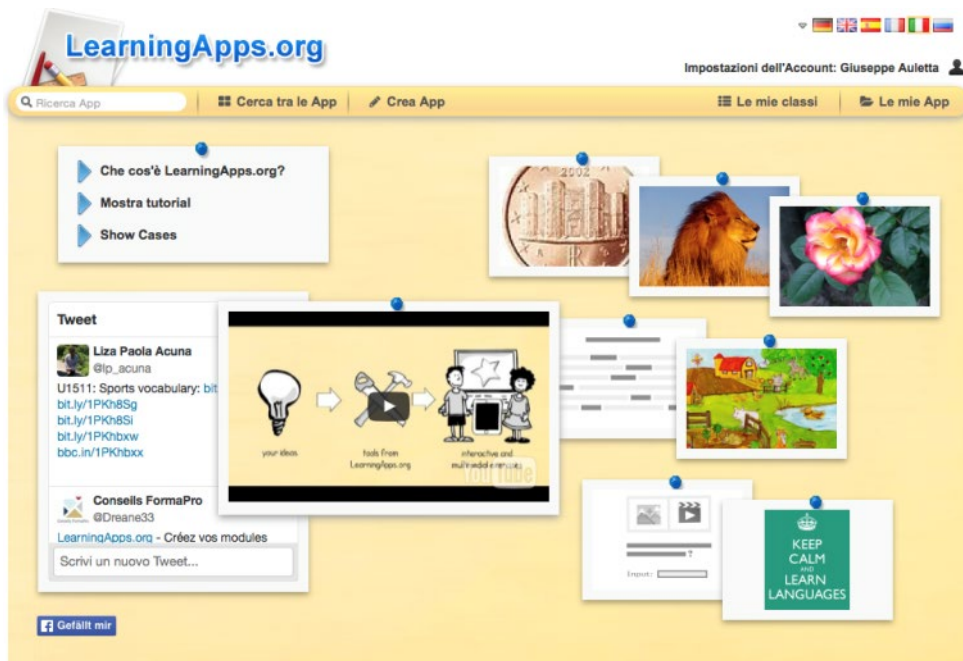 LearningApps.org
Impostazioni dell'Account: Giuseppe Auletta
Ricerca App
Cerca tra le App
Crea App
Le mie classi
Le mie App
Che cos'è LearningApps.org?
Mostra tutorial
Show Cases
2002
Tweet
Liza Paola Acuna
@lp_acuna
U1511: Sports vocabulary: bit
bit.ly/1PKh8Sg
bit.ly/1PKh8Si
bit.ly/1PKhbxw
bbc.in/1PKhbxx
your ideas
tools from
LearningApps.org
interactive and
YouTube
Conseils FormaPro
@Dreane33
LearningApps.org - Créez vos modules
Scrivi un nuovo Tweet...
?
Input:
KEEP
CALM
AND
LEARN
LANGUAGES
Gefällt mir